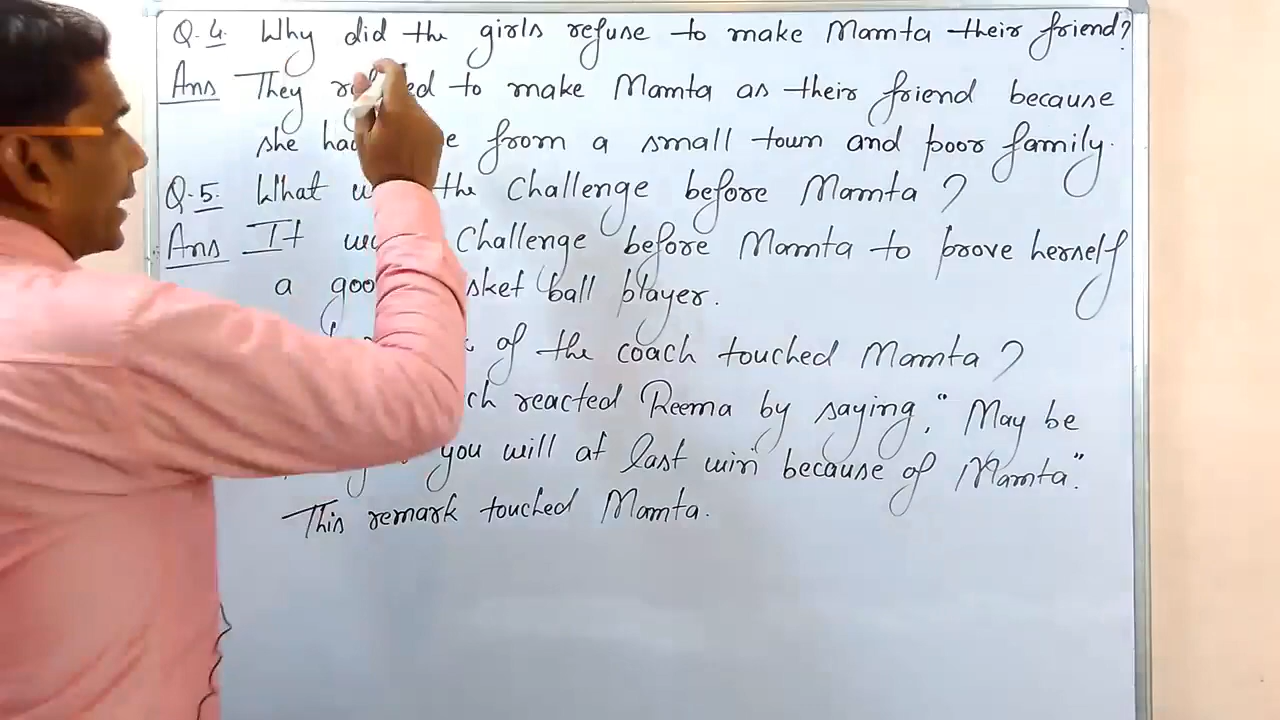 Q.4. Why did the girls refuse to make Mamta their friend?
Ans They to make Mamta as their friend because
she from a small town and poor family.
Q.5. What the Challenge before Mamta ?
Ans It Challenge before Mamta to prove herself
a ball player.
of the coach touched Mamta ?
reacted Reema by saying, " May be
you will at last win because of Mamta".
This remark touched Mamta.